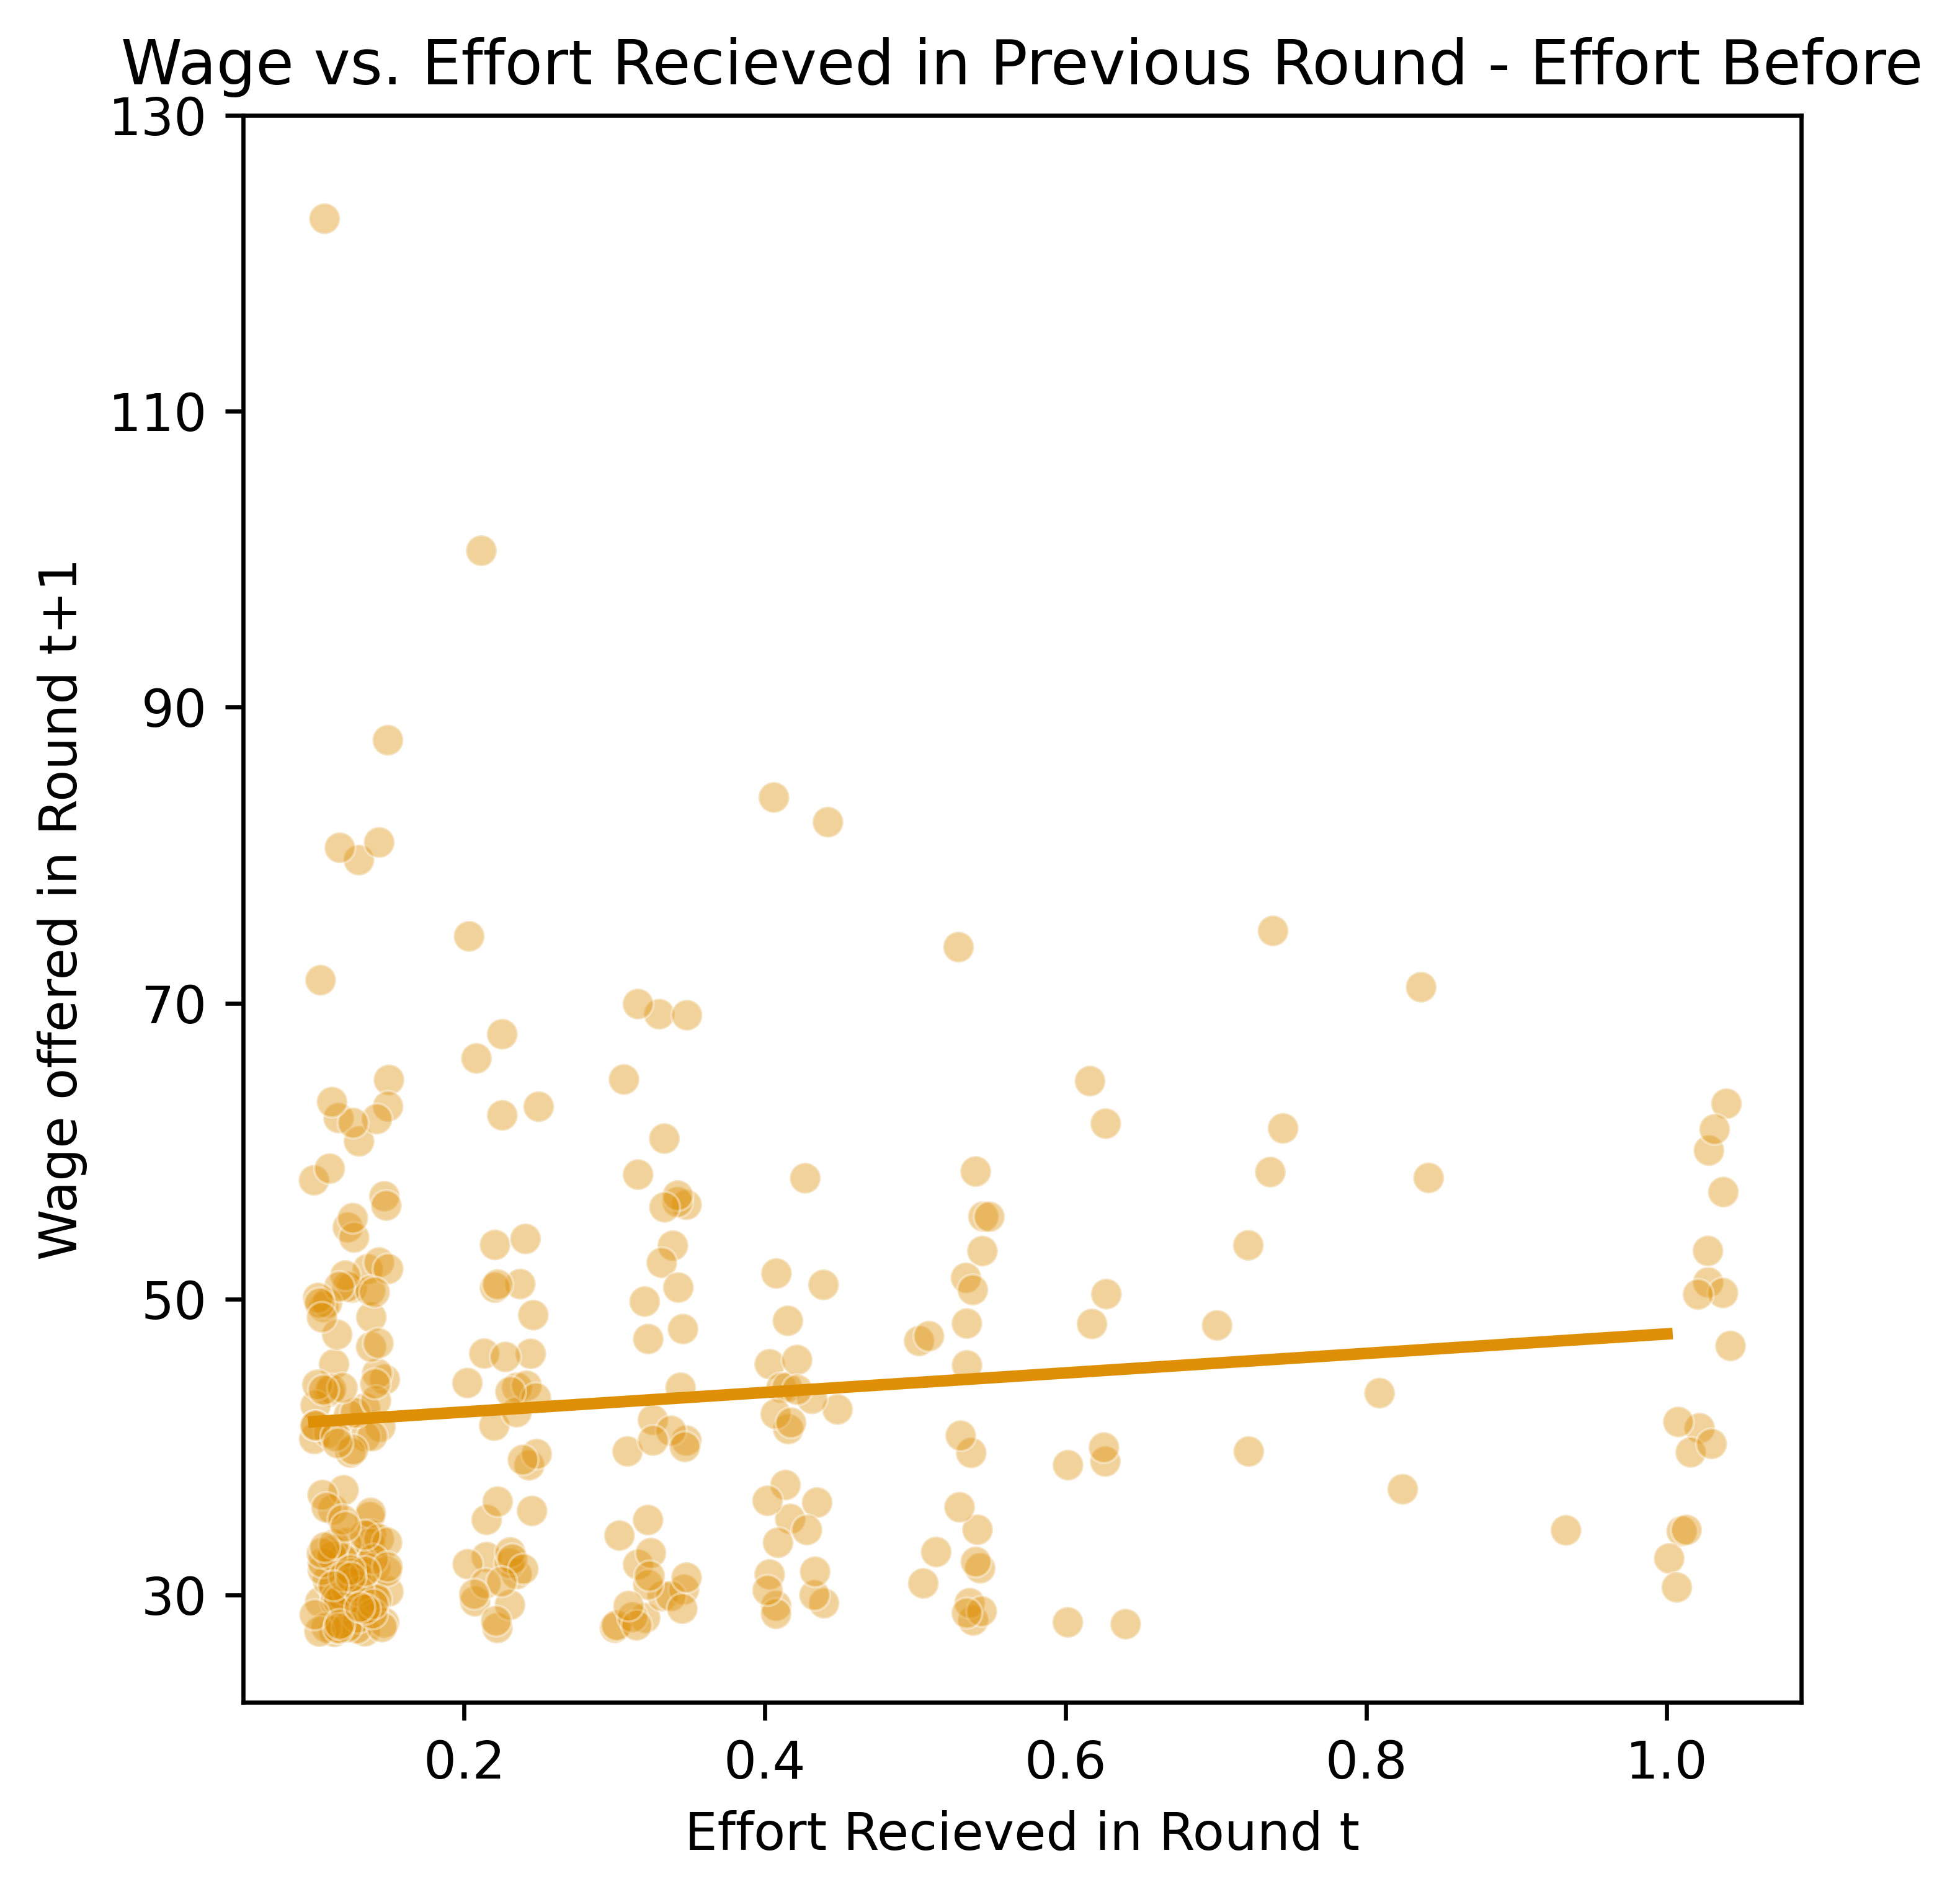 Wage vs. Effort Recieved in Previous Round - Effort Before
130
110
90
70
50
30
Wage offered in Round t+1
0.2 0.4 0.6 0.8 1.0
Effort Recieved in Round t